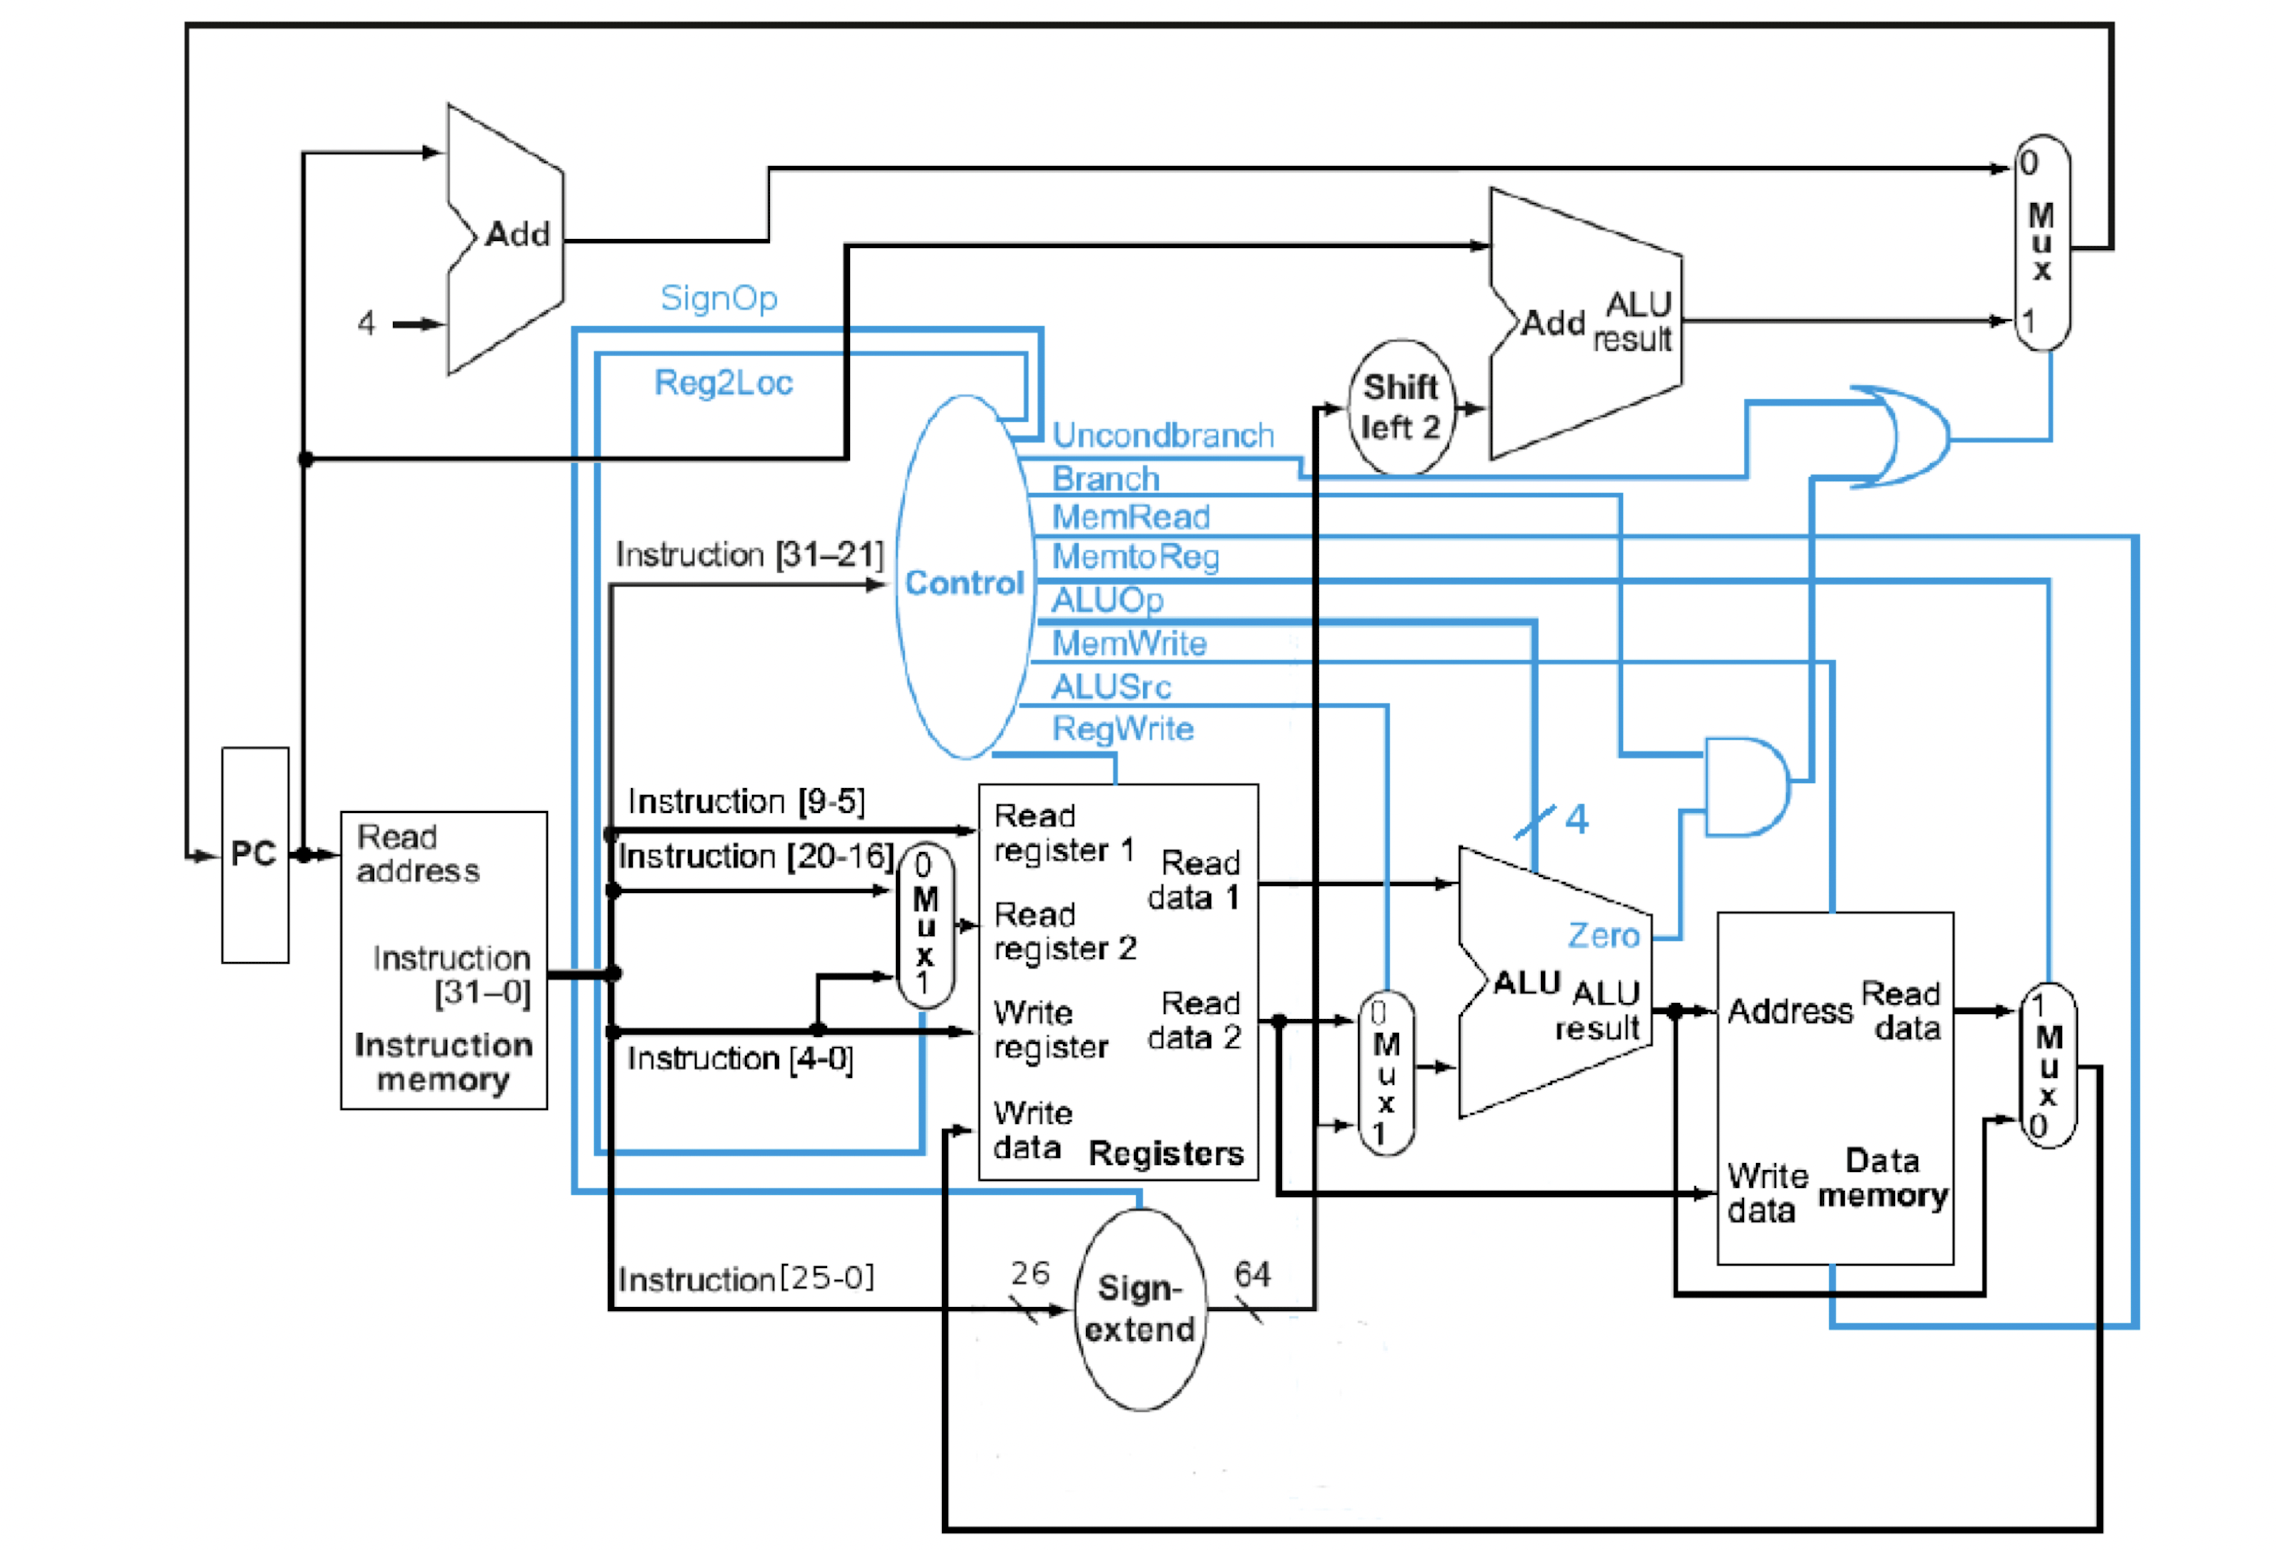 0
M
u
x
1
Add
4
SignOp
Reg2Loc
Add
ALU
result
Shift
left 2
Uncondbranch
Branch
MemRead
MemtoReg
ALUOp
MemWrite
ALUSrc
RegWrite
Instruction [31–21]
Control
4
PC
Read
address
Instruction
[31–0]
Instruction
memory
Instruction [9-5]
Instruction [20-16]
Instruction [4-0]
0
M
u
x
1
Read
register 1
Read
register 2
Write
register
Write
data
Read
data 1
Read
data 2
Registers
0
M
u
x
1
Zero
ALU
ALU
result
Address
Read
data
Write
data
Data
memory
1
M
u
x
0
Instruction[25-0]
26
Sign-
extend
64